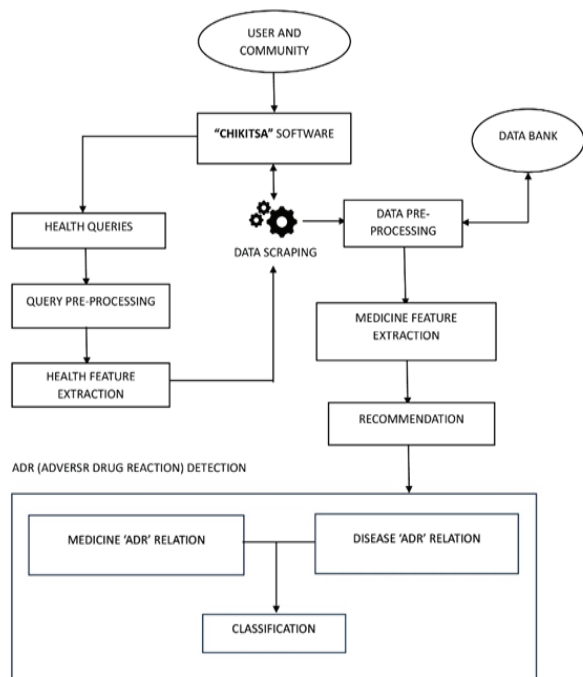 USER AND
COMMUNITY
“CHIKITSA” SOFTWARE
DATA BANK
HEALTH QUERIES
DATA PRE-
PROCESSING
DATA SCRAPING
QUERY PRE-PROCESSING
MEDICINE FEATURE
EXTRACTION
HEALTH FEATURE
EXTRACTION
RECOMMENDATION
ADR (ADVERSR DRUG REACTION) DETECTION
MEDICINE ‘ADR’ RELATION
DISEASE ‘ADR’ RELATION
CLASSIFICATION